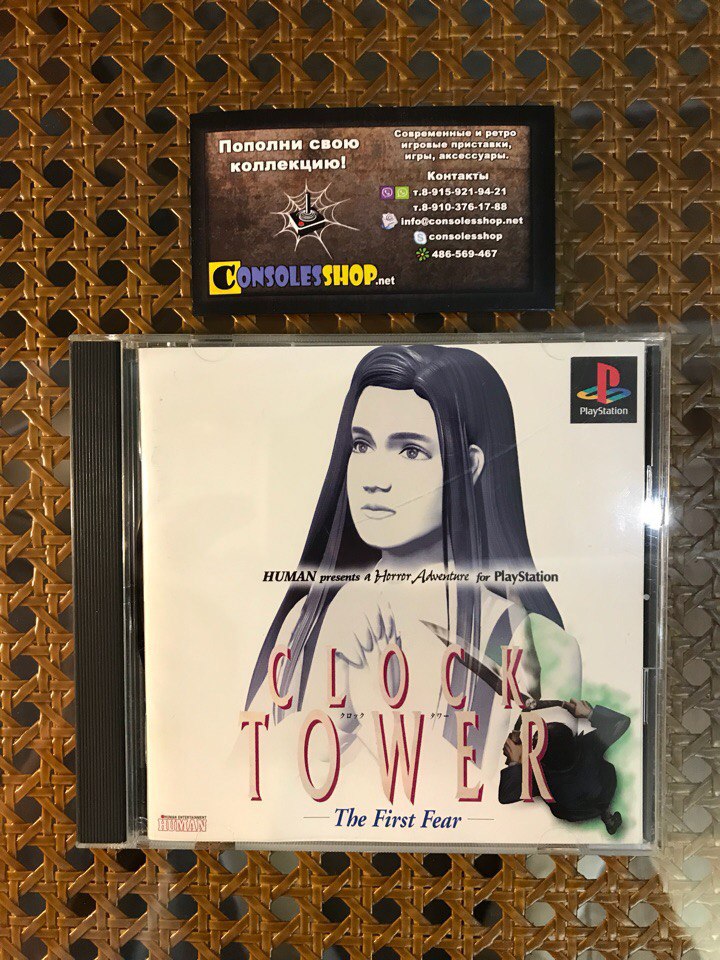 Пополни свою
коллекцию!
Современные и ретро
игровые приставки,
игры, аксессуары.
Контакты
т.8-915-921-94-21
т.8-910-376-17-88
info@consolesshop.net
consolesshop
486-569-467
CONSOLESSHOP.net
PlayStation
HUMAN presents a Horror Adventure for PlayStation
CLOCK
クロック タワー
TOWER
The First Fear
HUMAN ENTERTAINMENT
HUMAN